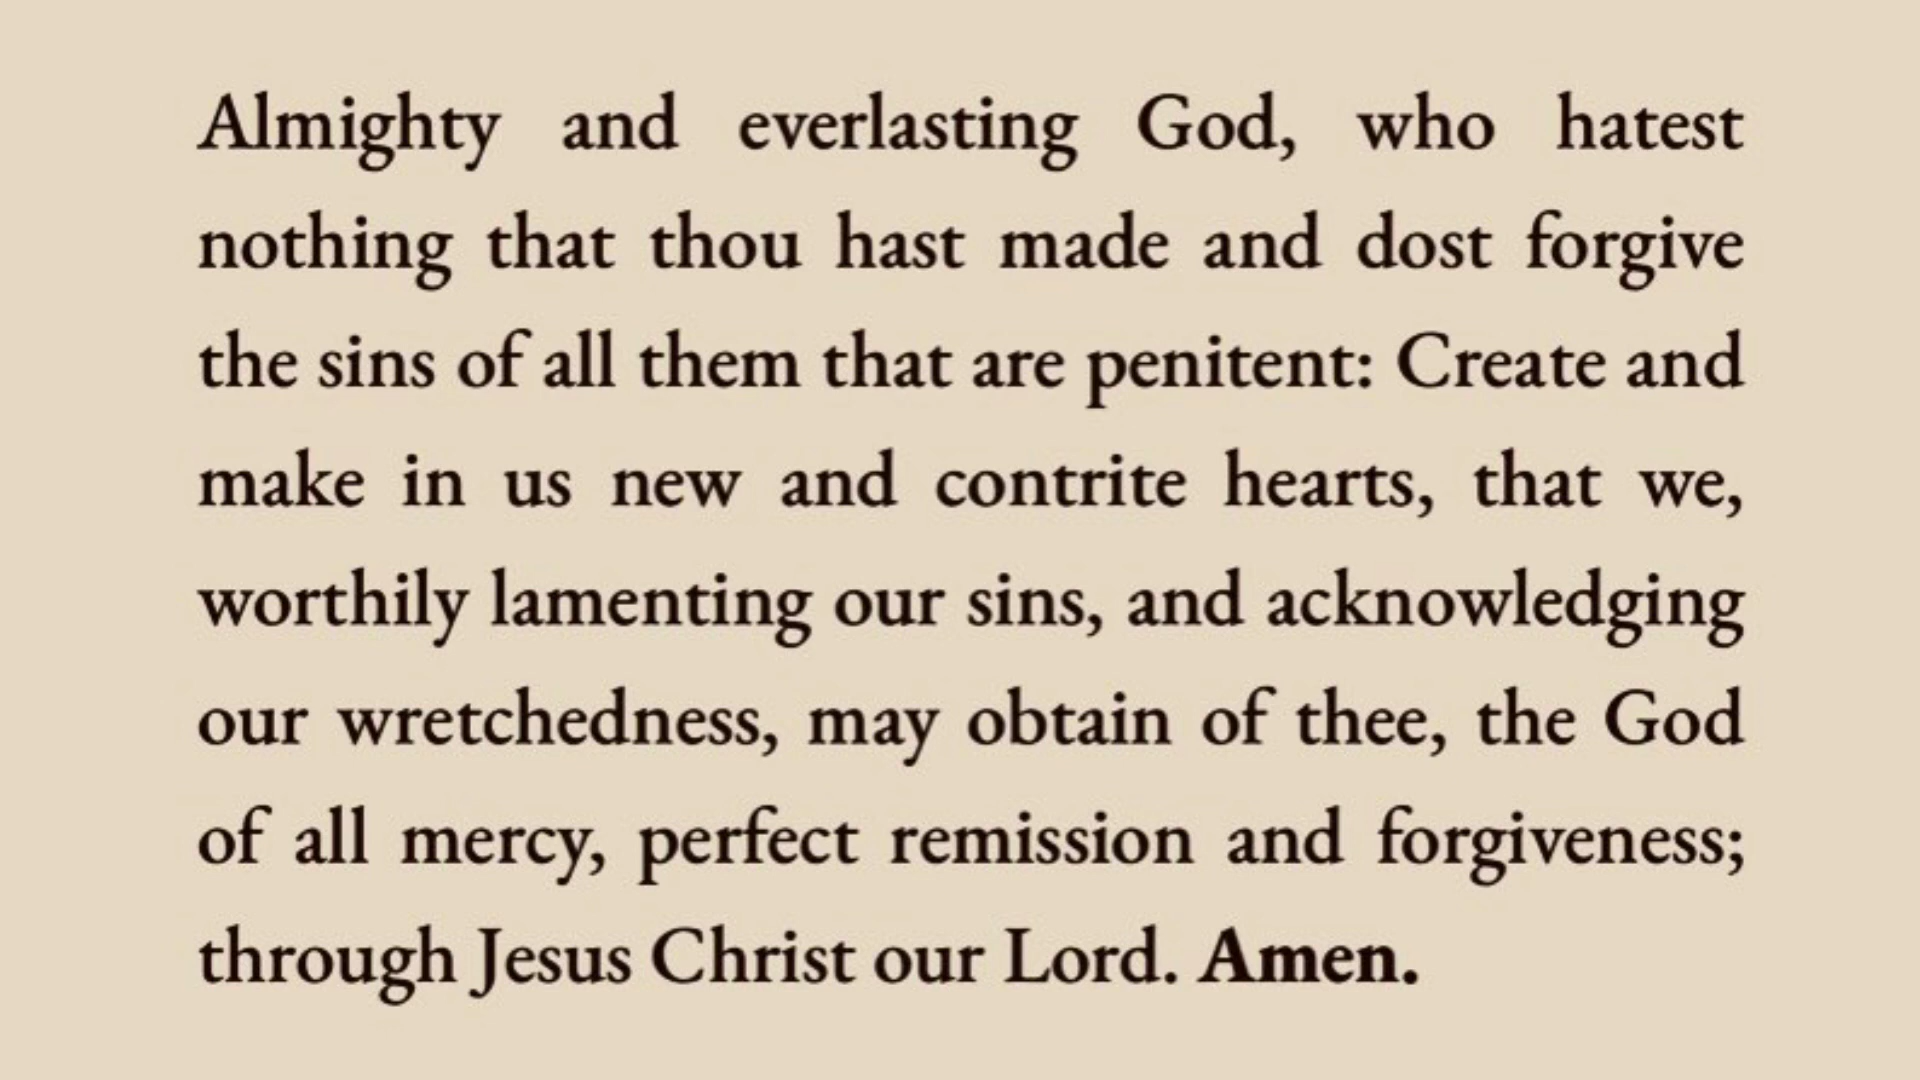 Almighty and everlasting God, who hatest
nothing that thou hast made and dost forgive
the sins of all them that are penitent: Create and
make in us new and contrite hearts, that we,
worthily lamenting our sins, and acknowledging
our wretchedness, may obtain of thee, the God
of all mercy, perfect remission and forgiveness;
through Jesus Christ our Lord. Amen.